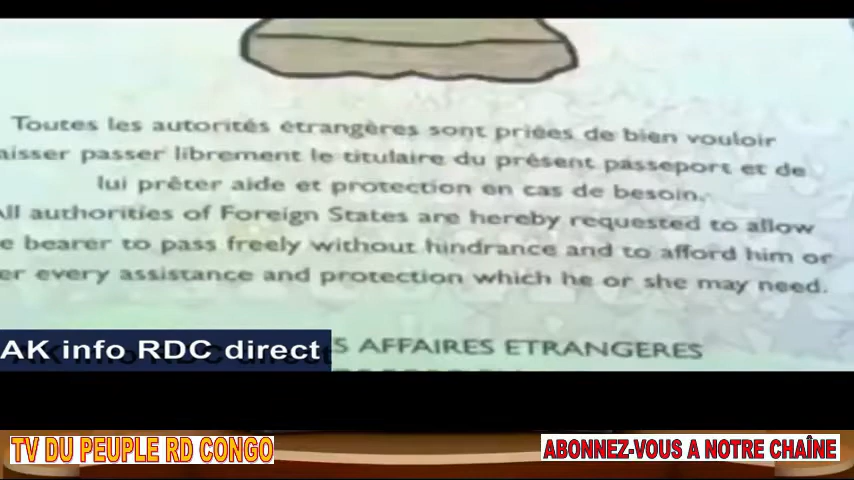 Toutes les autorités étrangères sont priées de bien vouloir
aisser passer librement le titulaire du présent passeport et de
lui prêter aide et protection en cas de besoin.
All authorities of Foreign States are hereby requested to allow
e bearer to pass freely without hindrance and to afford him or
er every assistance and protection which he or she may need.
S AFFAIRES ETRANGERES
AK info RDC direct
TV DU PEUPLE RD CONGO
ABONNEZ-VOUS A NOTRE CHAÎNE